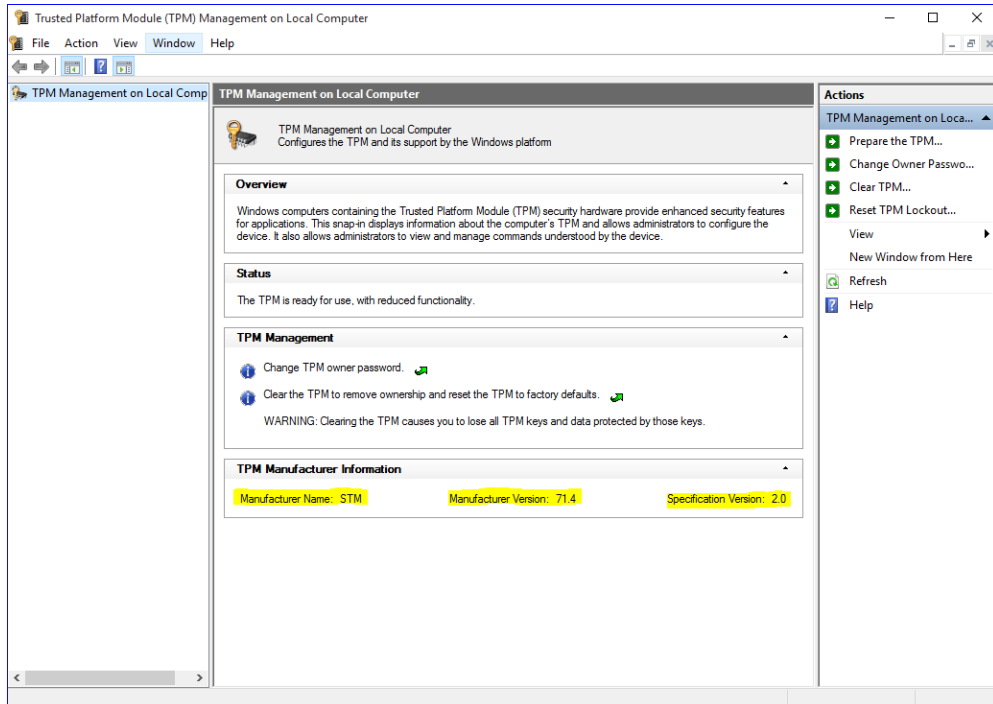 Trusted Platform Module (TPM) Management on Local Computer
File Action View Window Help
TPM Management on Local Comp
TPM Management on Local Computer
TPM Management on Local Computer
Configures the TPM and its support by the Windows platform
Overview
Windows computers containing the Trusted Platform Module (TPM) security hardware provide enhanced security features
for applications. This snap-in displays information about the computer's TPM and allows administrators to configure the
device. It also allows administrators to view and manage commands understood by the device.
Status
The TPM is ready for use, with reduced functionality.
TPM Management
Change TPM owner password.
Clear the TPM to remove ownership and reset the TPM to factory defaults.
WARNING: Clearing the TPM causes you to lose all TPM keys and data protected by those keys.
TPM Manufacturer Information
Manufacturer Name: STM Manufacturer Version: 71.4 Specification Version: 2.0
Actions
TPM Management on Loca...
Prepare the TPM...
Change Owner Passwo...
Clear TPM...
Reset TPM Lockout...
View
New Window from Here
Refresh
Help